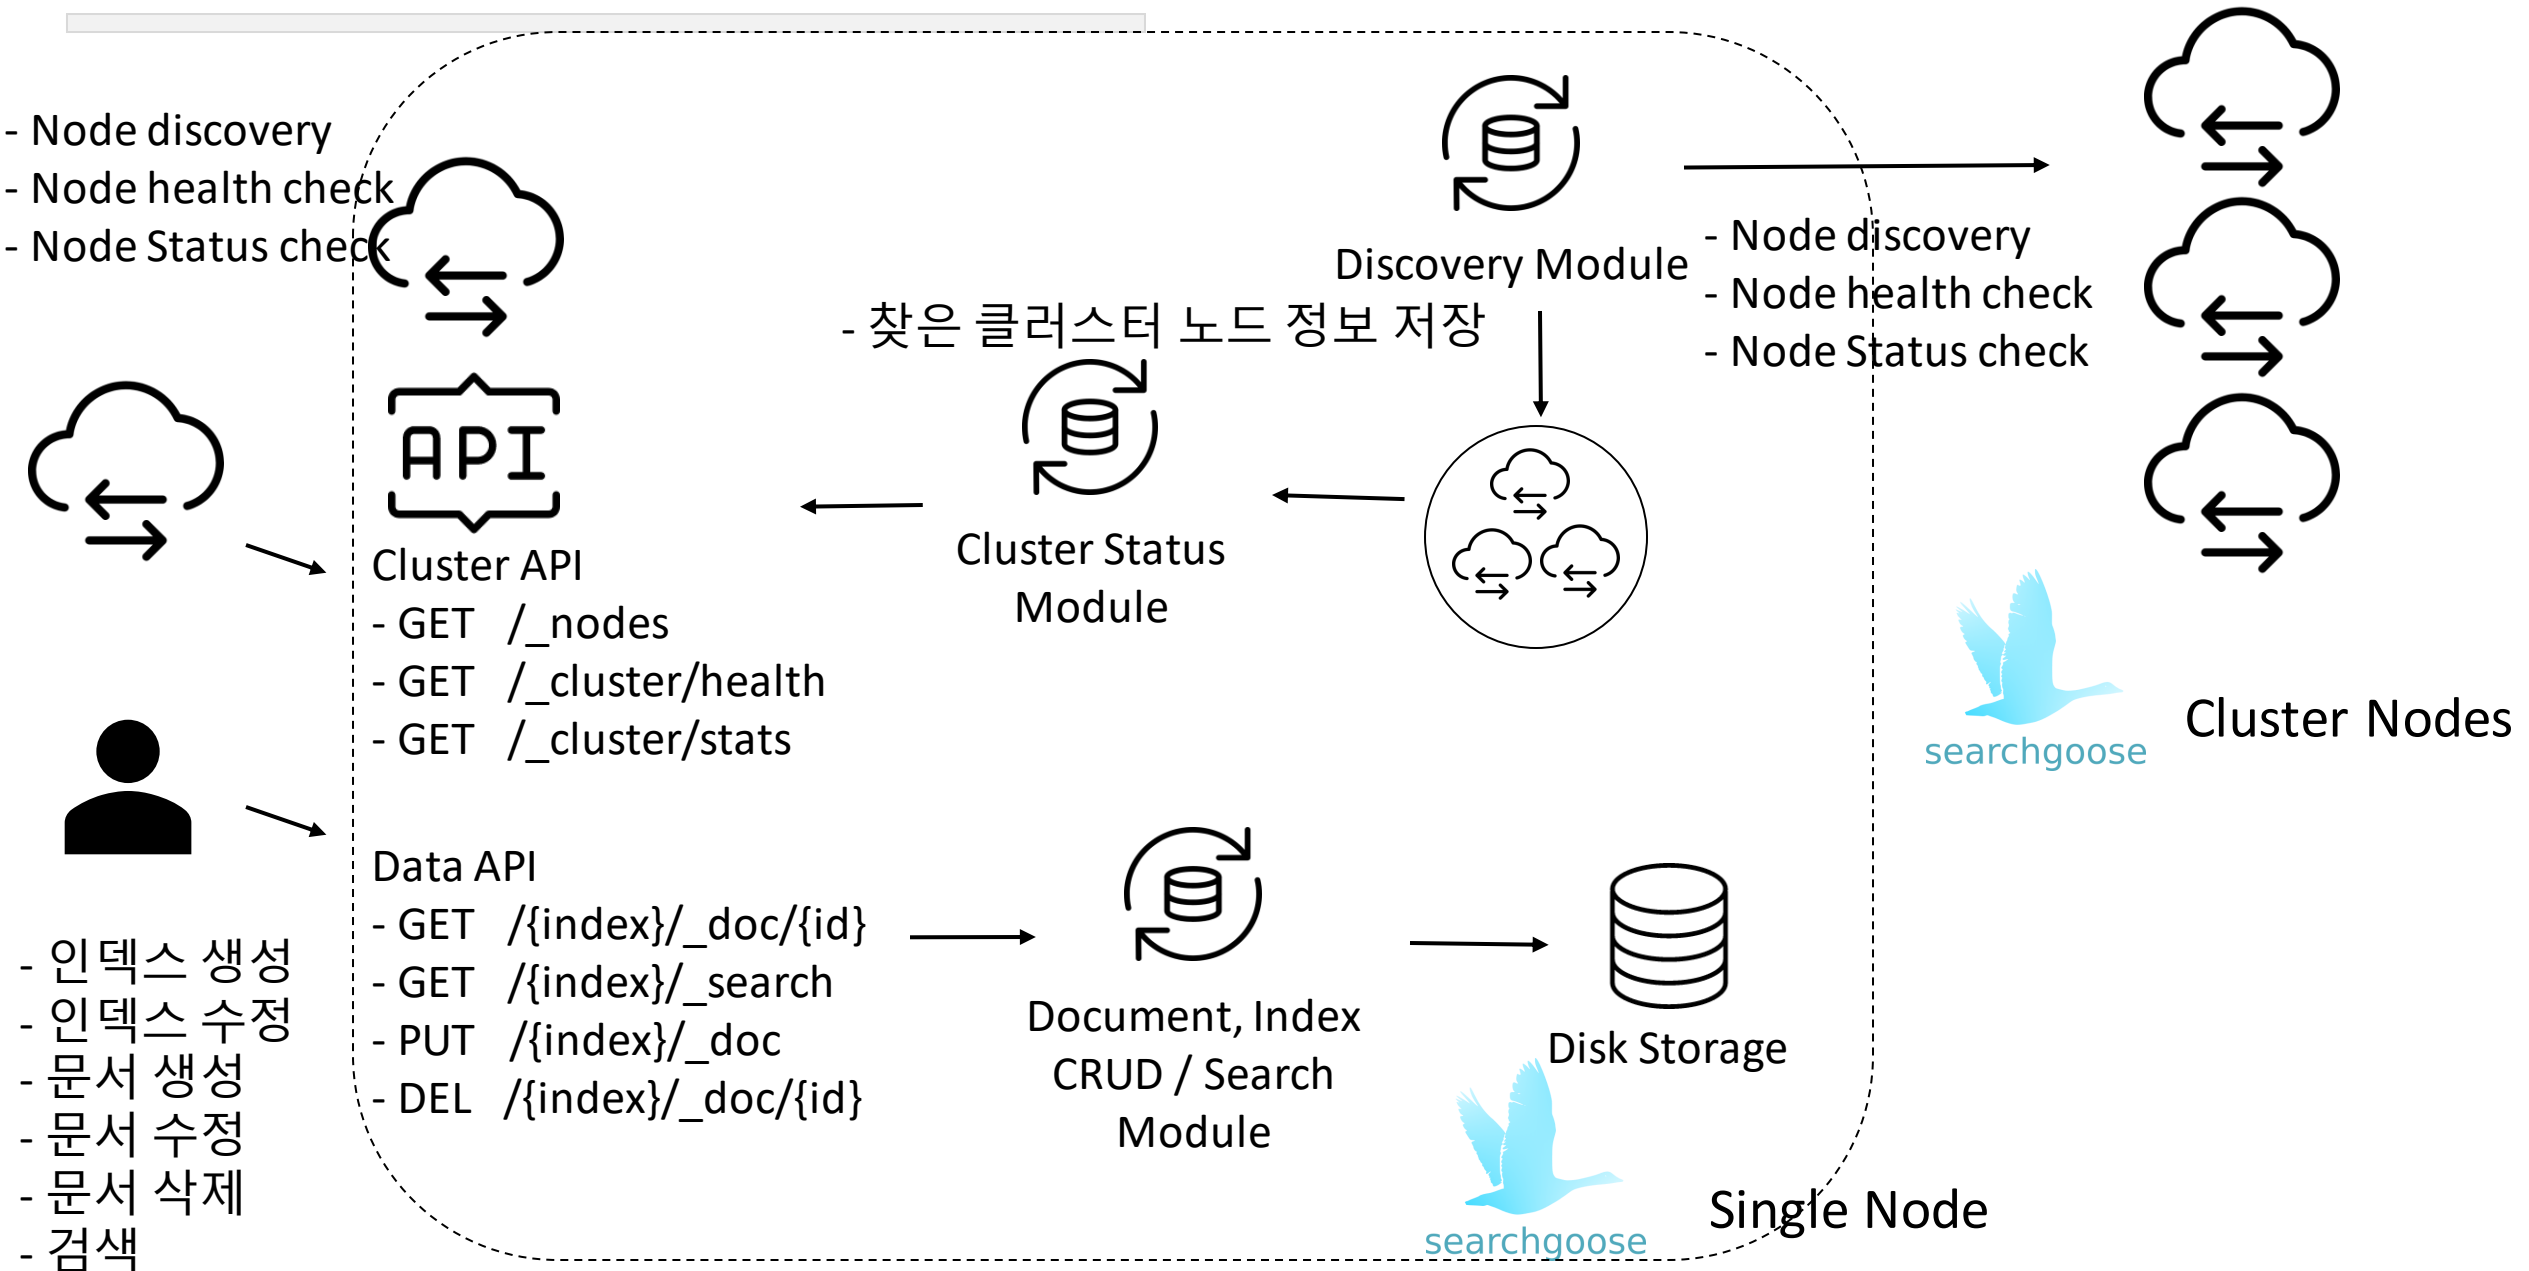 - Node discovery
- Node health check
- Node Status check
API
Cluster API
- GET /_nodes
- GET /_cluster/health
- GET /_cluster/stats
Data API
- GET /{index}/_doc/{id}
- GET /{index}/_search
- PUT /{index}/_doc
- DEL /{index}/_doc/{id}
- 인덱스 생성
- 인덱스 수정
- 문서 생성
- 문서 수정
- 문서 삭제
- 검색
Discovery Module
- 찾은 클러스터 노드 정보 저장
Cluster Status
Module
- Node discovery
- Node health check
- Node Status check
searchgoose
Cluster Nodes
Document, Index
CRUD / Search
Module
Disk Storage
searchgoose
Single Node